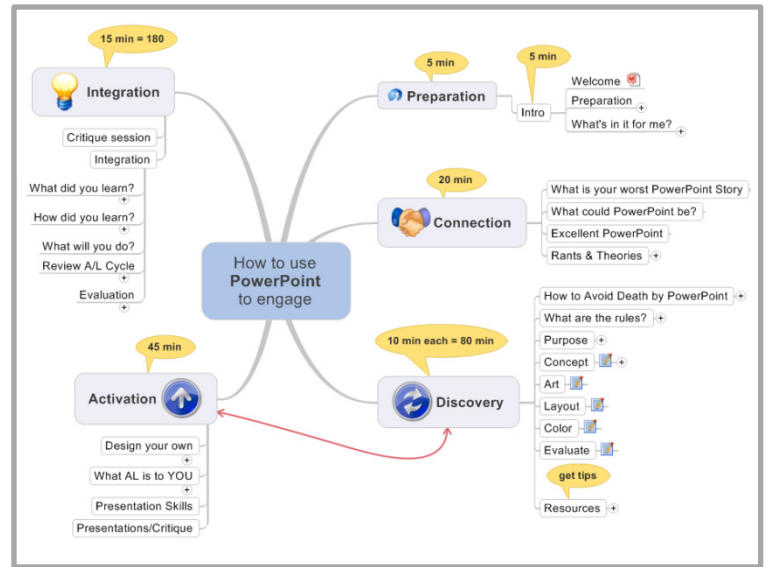 How to use
PowerPoint
to engage
5 min
Preparation
5 min
Intro
Welcome
Preparation
What's in it for me?
20 min
Connection
What is your worst PowerPoint Story
What could PowerPoint be?
Excellent PowerPoint
Rants & Theories
10 min each = 80 min
Discovery
How to Avoid Death by PowerPoint
What are the rules?
Purpose
Concept
Art
Layout
Color
Evaluate
get tips
Resources
45 min
Activation
Design your own
What AL is to YOU
Presentation Skills
Presentations/Critique
15 min = 180
Integration
Critique session
Integration
What did you learn?
How did you learn?
What will you do?
Review A/L Cycle
Evaluation